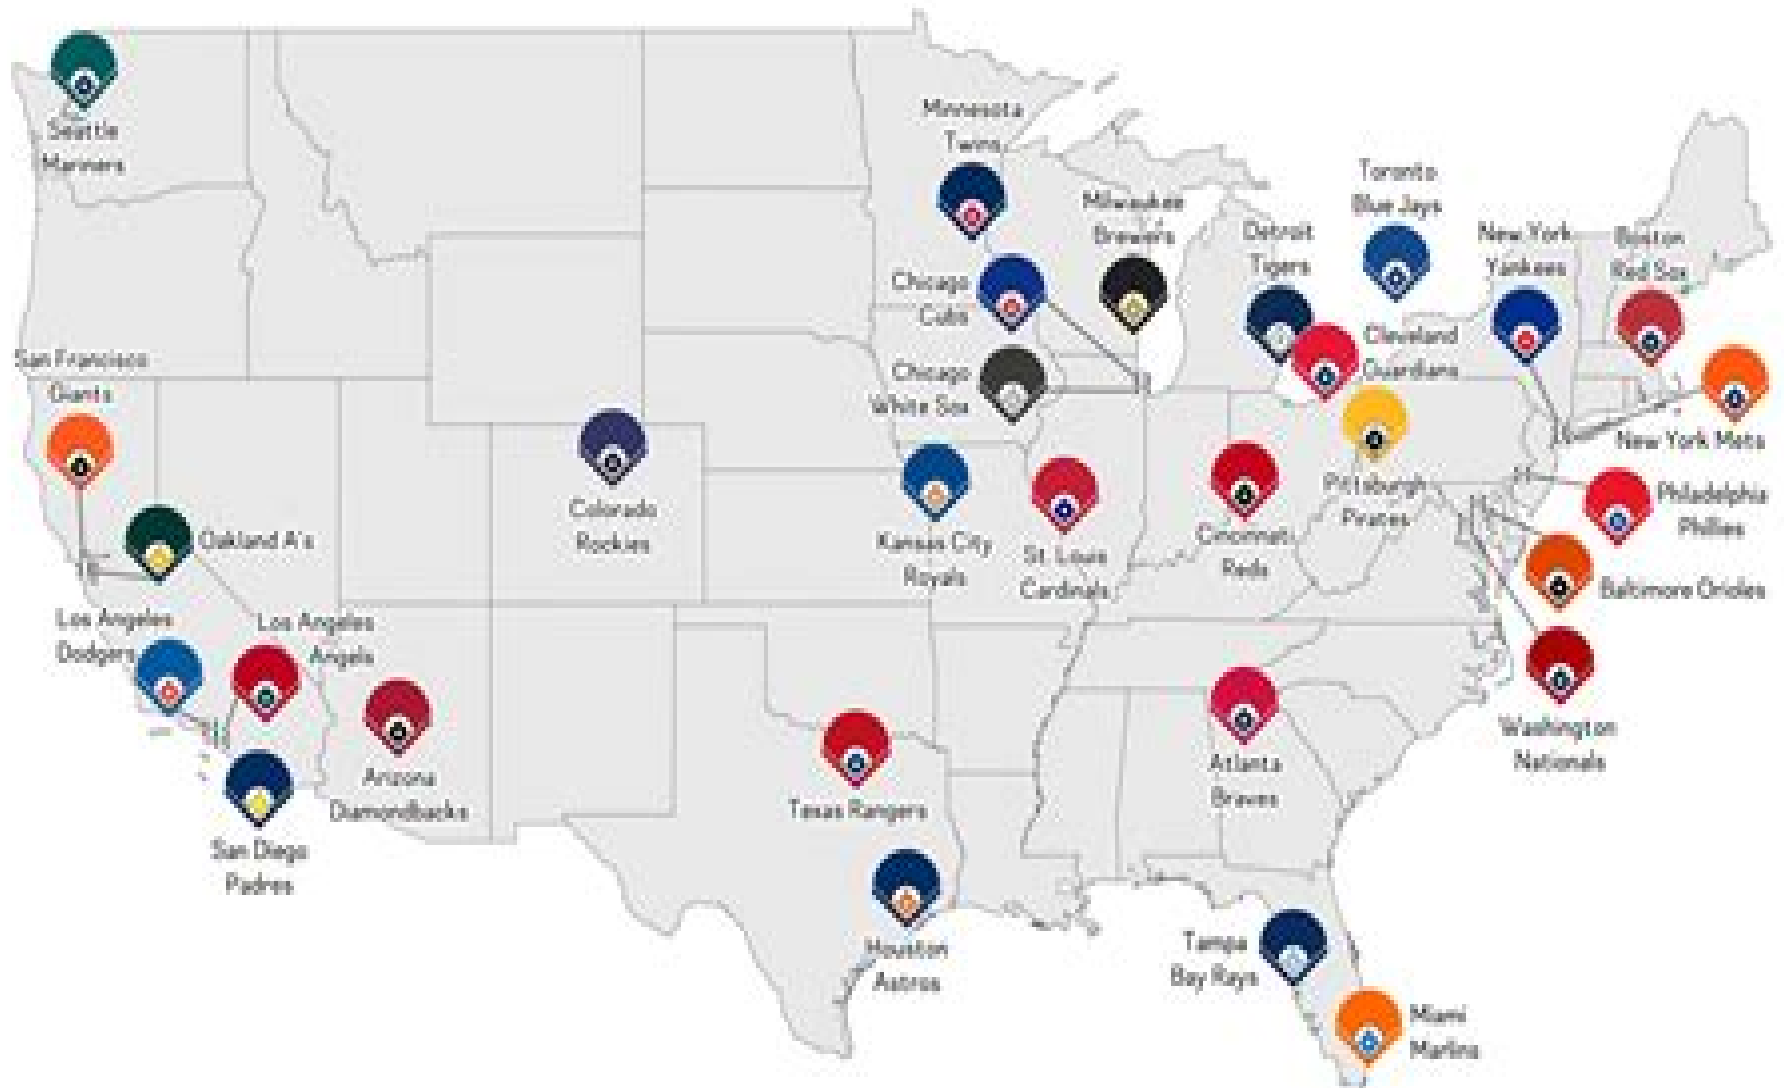 Seattle
Mariners
Minnesota
Twins
Milwaukee
Brewers
Toronto
Blue Jays
Detroit
Tigers
New York
Yankees
Boston
Red Sox
Chicago
Cubs
Chicago
White Sox
Cleveland
Guardians
San Francisco
Giants
New York Mets
Colorado
Rockies
Kansas City
Royals
St. Louis
Cardinals
Cincinnati
Reds
Pittsburgh
Pirates
Philadelphia
Phillies
Oakland A's
Baltimore Orioles
Los Angeles
Dodgers
Los Angeles
Angels
Arizona
Diamondbacks
San Diego
Padres
Texas Rangers
Atlanta
Braves
Washington
Nationals
Houston
Astros
Tampa
Bay Rays
Miami
Marlins